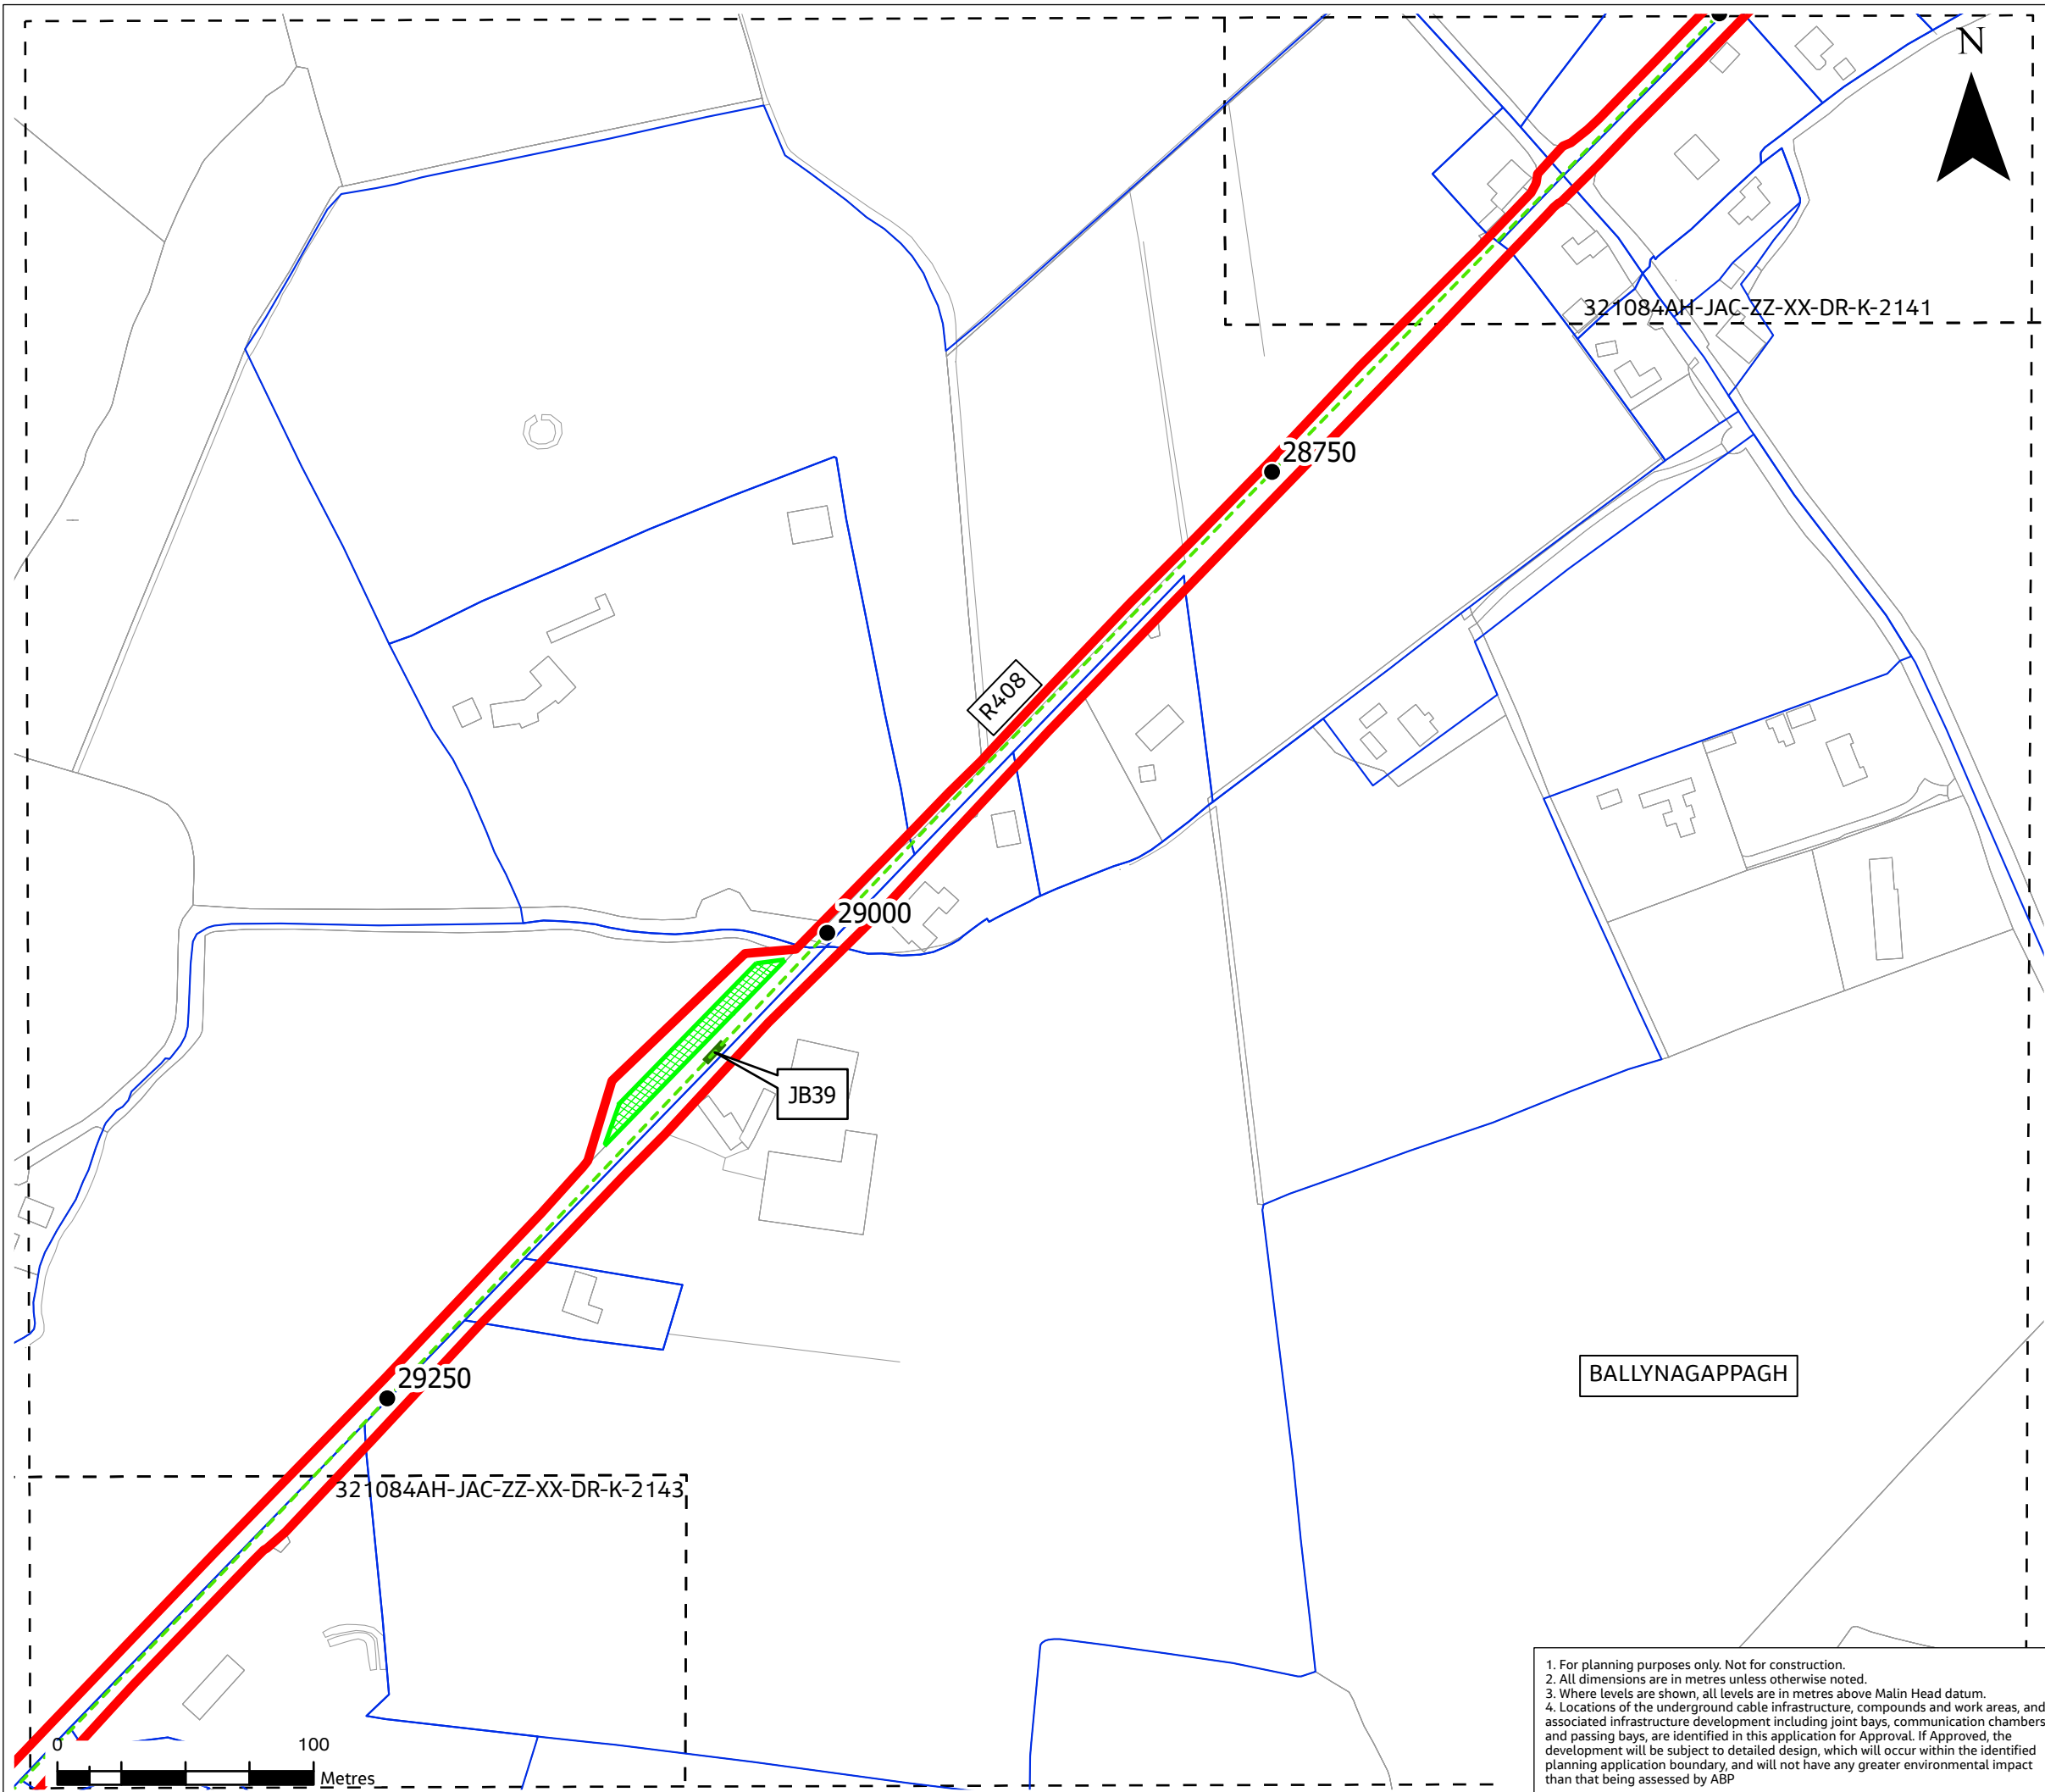 N
321084AH-JAC-ZZ-XX-DR-K-2141
28750
R408
29000
JB39
29250
BALLYNAGAPPAGH
321084AH-JAC-ZZ-XX-DR-K-2143
0 100
Metres
1. For planning purposes only. Not for construction.
2. All dimensions are in metres unless otherwise noted.
3. Where levels are shown, all levels are in metres above Malin Head datum.
4. Locations of the underground cable infrastructure, compounds and work areas, and
associated infrastructure development including joint bays, communication chambers
and passing bays, are identified in this application for Approval. If Approved, the
development will be subject to detailed design, which will occur within the identified
planning application boundary, and will not have any greater environmental impact
than that being assessed by ABP